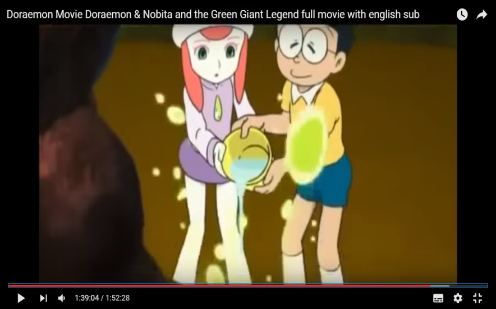 Doraemon Movie Doraemon & Nobita and the Green Giant Legend full movie with english sub
1:39:04 / 1:52:28